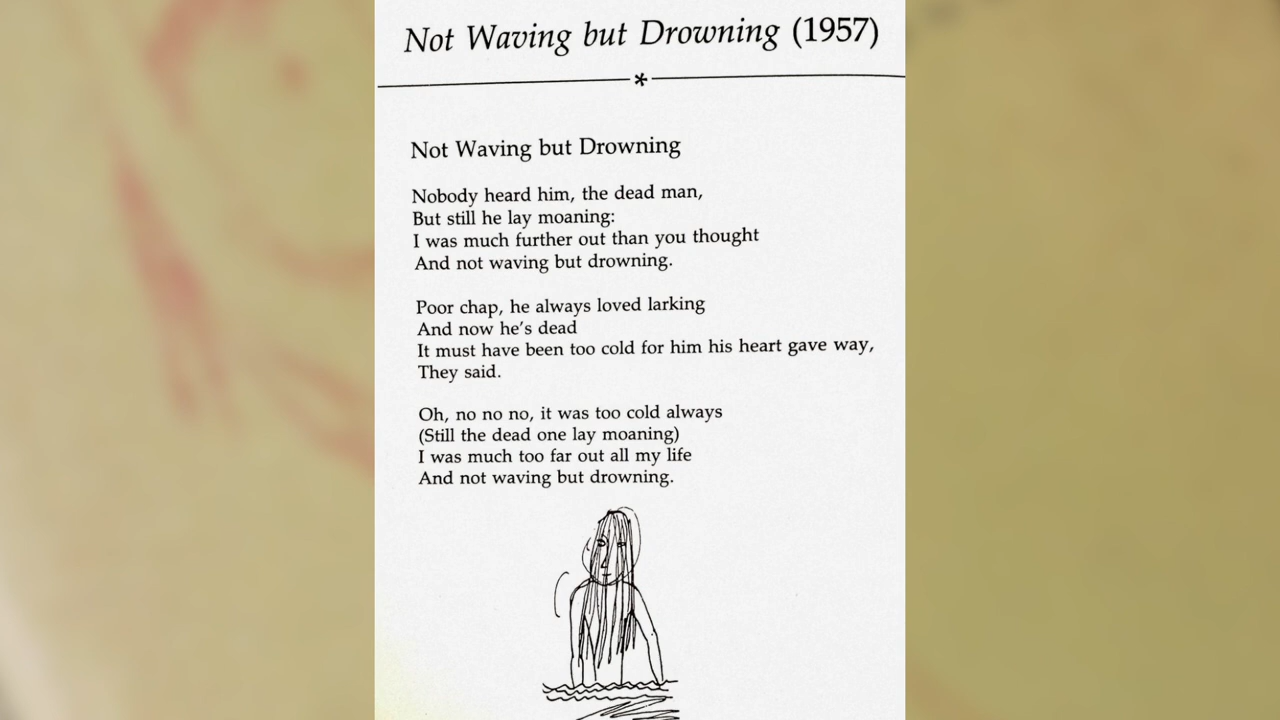 Not Waving but Drowning (1957)
*
Not Waving but Drowning
Nobody heard him, the dead man,
But still he lay moaning:
I was much further out than you thought
And not waving but drowning.
Poor chap, he always loved larking
And now he's dead
It must have been too cold for him his heart gave way,
They said.
Oh, no no no, it was too cold always
(Still the dead one lay moaning)
I was much too far out all my life
And not waving but drowning.